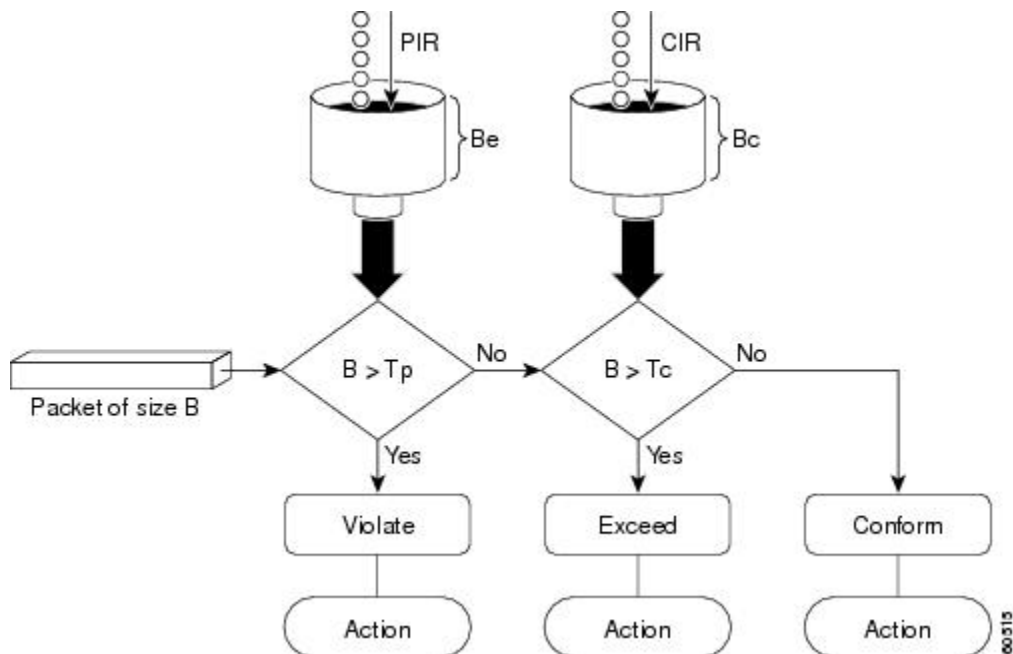 PIR
CIR
Be
Bc
B > Tp
No
B > Tc
No
Packet of size B
Yes
Yes
Violate
Exceed
Conform
Action
Action
Action
60515